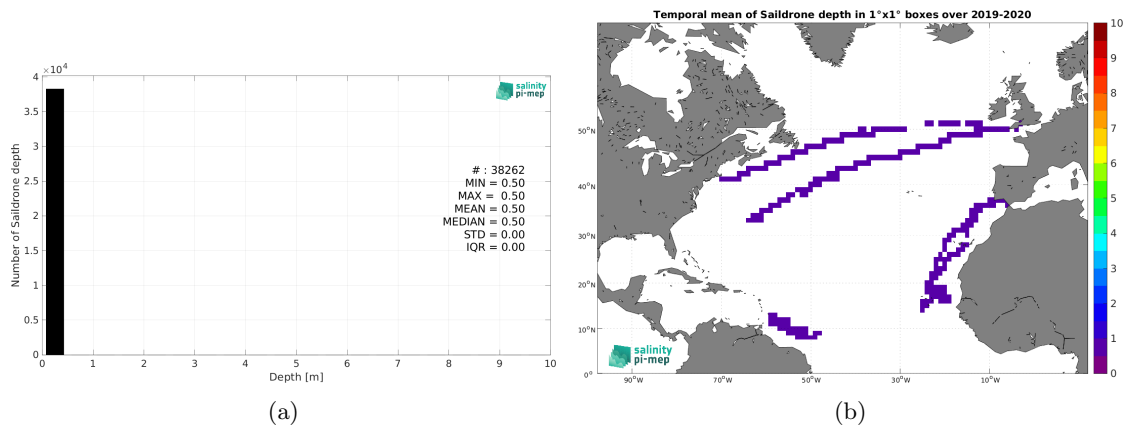 ×10⁴
4
3.5
3
2.5
2
1.5
1
0.5
0
Number of Saildrone depth
salinity
pi-mep
# : 38262
MIN = 0.50
MAX = 0.50
MEAN = 0.50
MEDIAN = 0.50
STD = 0.00
IQR = 0.00
0 1 2 3 4 5 6 7 8 9 10
Depth [m]
(a)
Temporal mean of Saildrone depth in 1°x1° boxes over 2019-2020
50°N
40°N
30°N
20°N
10°N
0°
90°W 70°W 50°W 30°W 10°W
salinity
pi-mep
10
9
8
7
6
5
4
3
2
1
0
(b)